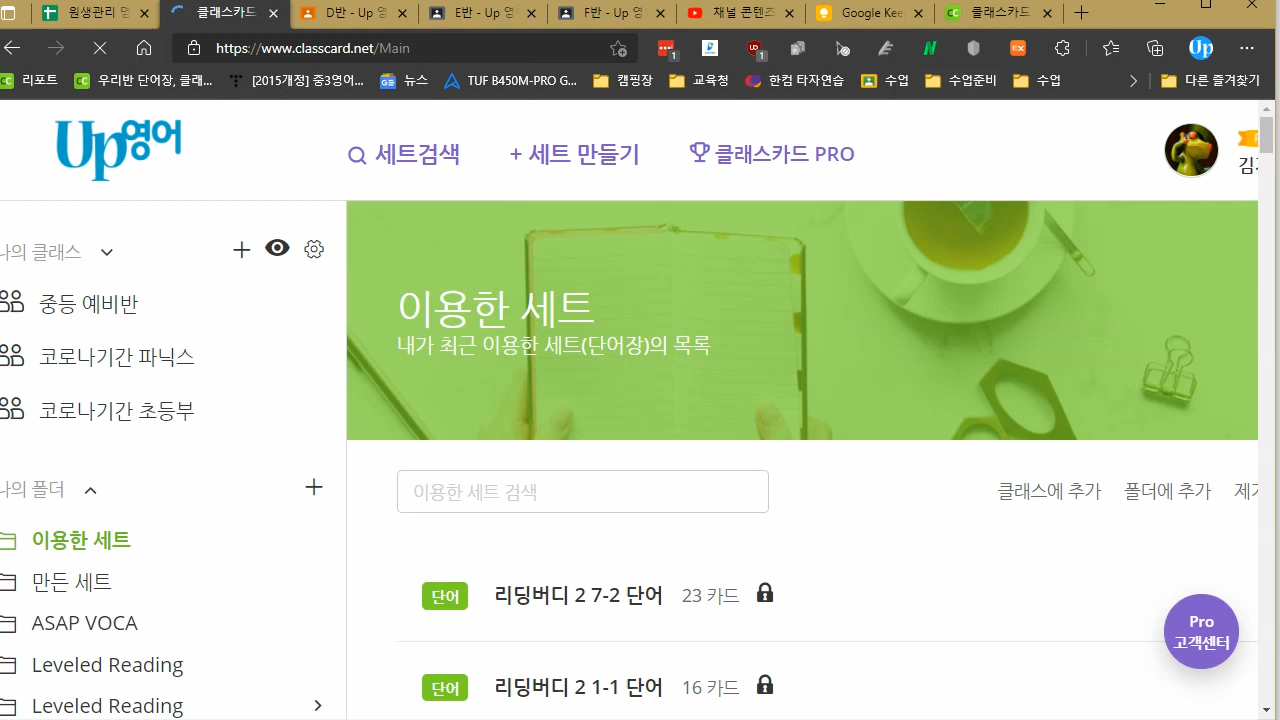 원생관리 명
클래스카드
D반 - Up 영
E반 - Up 영
F반 - Up 영
채널 콘텐츠
Google Kee
클래스카드
https://www.classcard.net/Main
1
1
EX
Up
리포트
우리반 단어장, 클래...
[2015개정] 중3영어...
뉴스
TUF B450M-PRO G...
캠핑장
교육청
한컴 타자연습
수업
수업준비
수업
다른 즐겨찾기
Up영어
세트검색
+ 세트 만들기
클래스카드 PRO
나의 클래스
중등 예비반
코로나기간 파닉스
코로나기간 초등부
나의 폴더
이용한 세트
만든 세트
ASAP VOCA
Leveled Reading
Leveled Reading
이용한 세트
내가 최근 이용한 세트(단어장)의 목록
이용한 세트 검색
클래스에 추가
폴더에 추가
단어 리딩버디 2 7-2 단어 23 카드
단어 리딩버디 2 1-1 단어 16 카드
Pro
고객센터